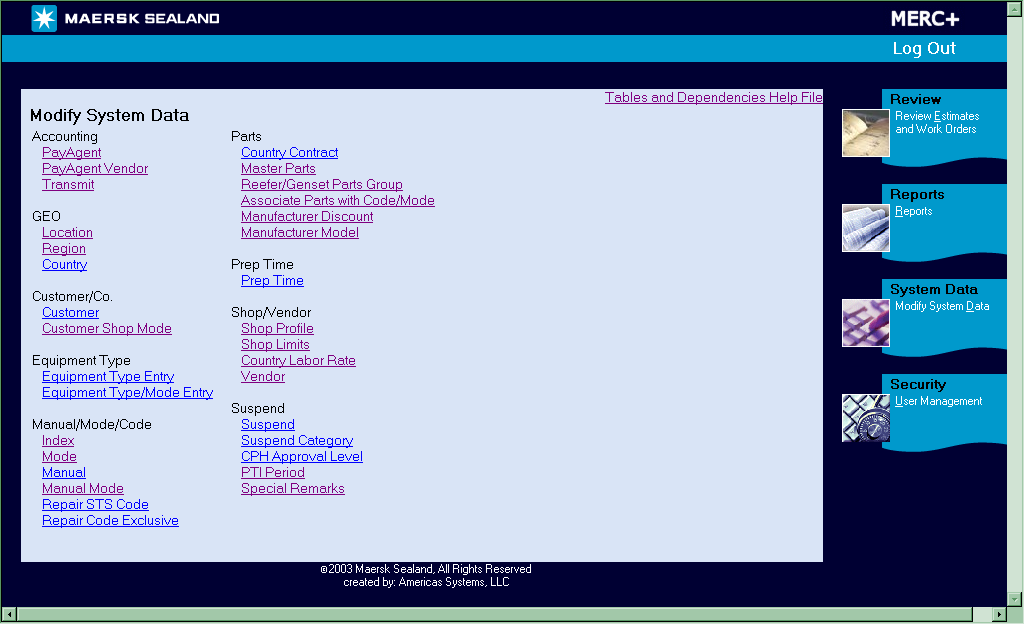 MAERSK SEALAND
MERC+
Log Out
Tables and Dependencies Help File
Modify System Data
Accounting
PayAgent
PayAgent Vendor
Transmit
GEO
Location
Region
Country
Customer/Co.
Customer
Customer Shop Mode
Equipment Type
Equipment Type Entry
Equipment Type/Mode Entry
Manual/Mode/Code
Index
Mode
Manual
Manual Mode
Repair STS Code
Repair Code Exclusive
Parts
Country Contract
Master Parts
Reefer/Genset Parts Group
Associate Parts with Code/Mode
Manufacturer Discount
Manufacturer Model
Prep Time
Prep Time
Shop/Vendor
Shop Profile
Shop Limits
Country Labor Rate
Vendor
Suspend
Suspend
Suspend Category
CPH Approval Level
PTI Period
Special Remarks
Review
Review Estimates
and Work Orders
Reports
Reports
System Data
Modify System Data
Security
User Management
©2003 Maersk Sealand, All Rights Reserved
created by: Americas Systems, LLC